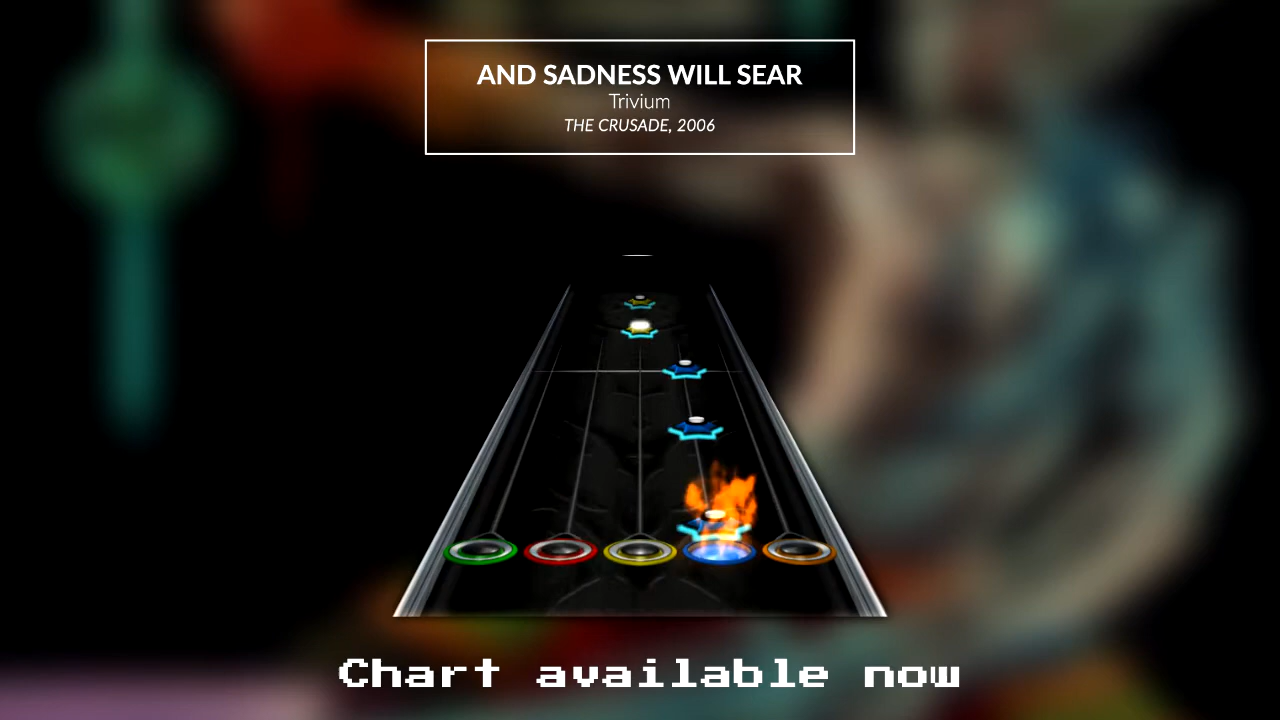 AND SADNESS WILL SEAR
Trivium
THE CRUSADE, 2006
Chart available now